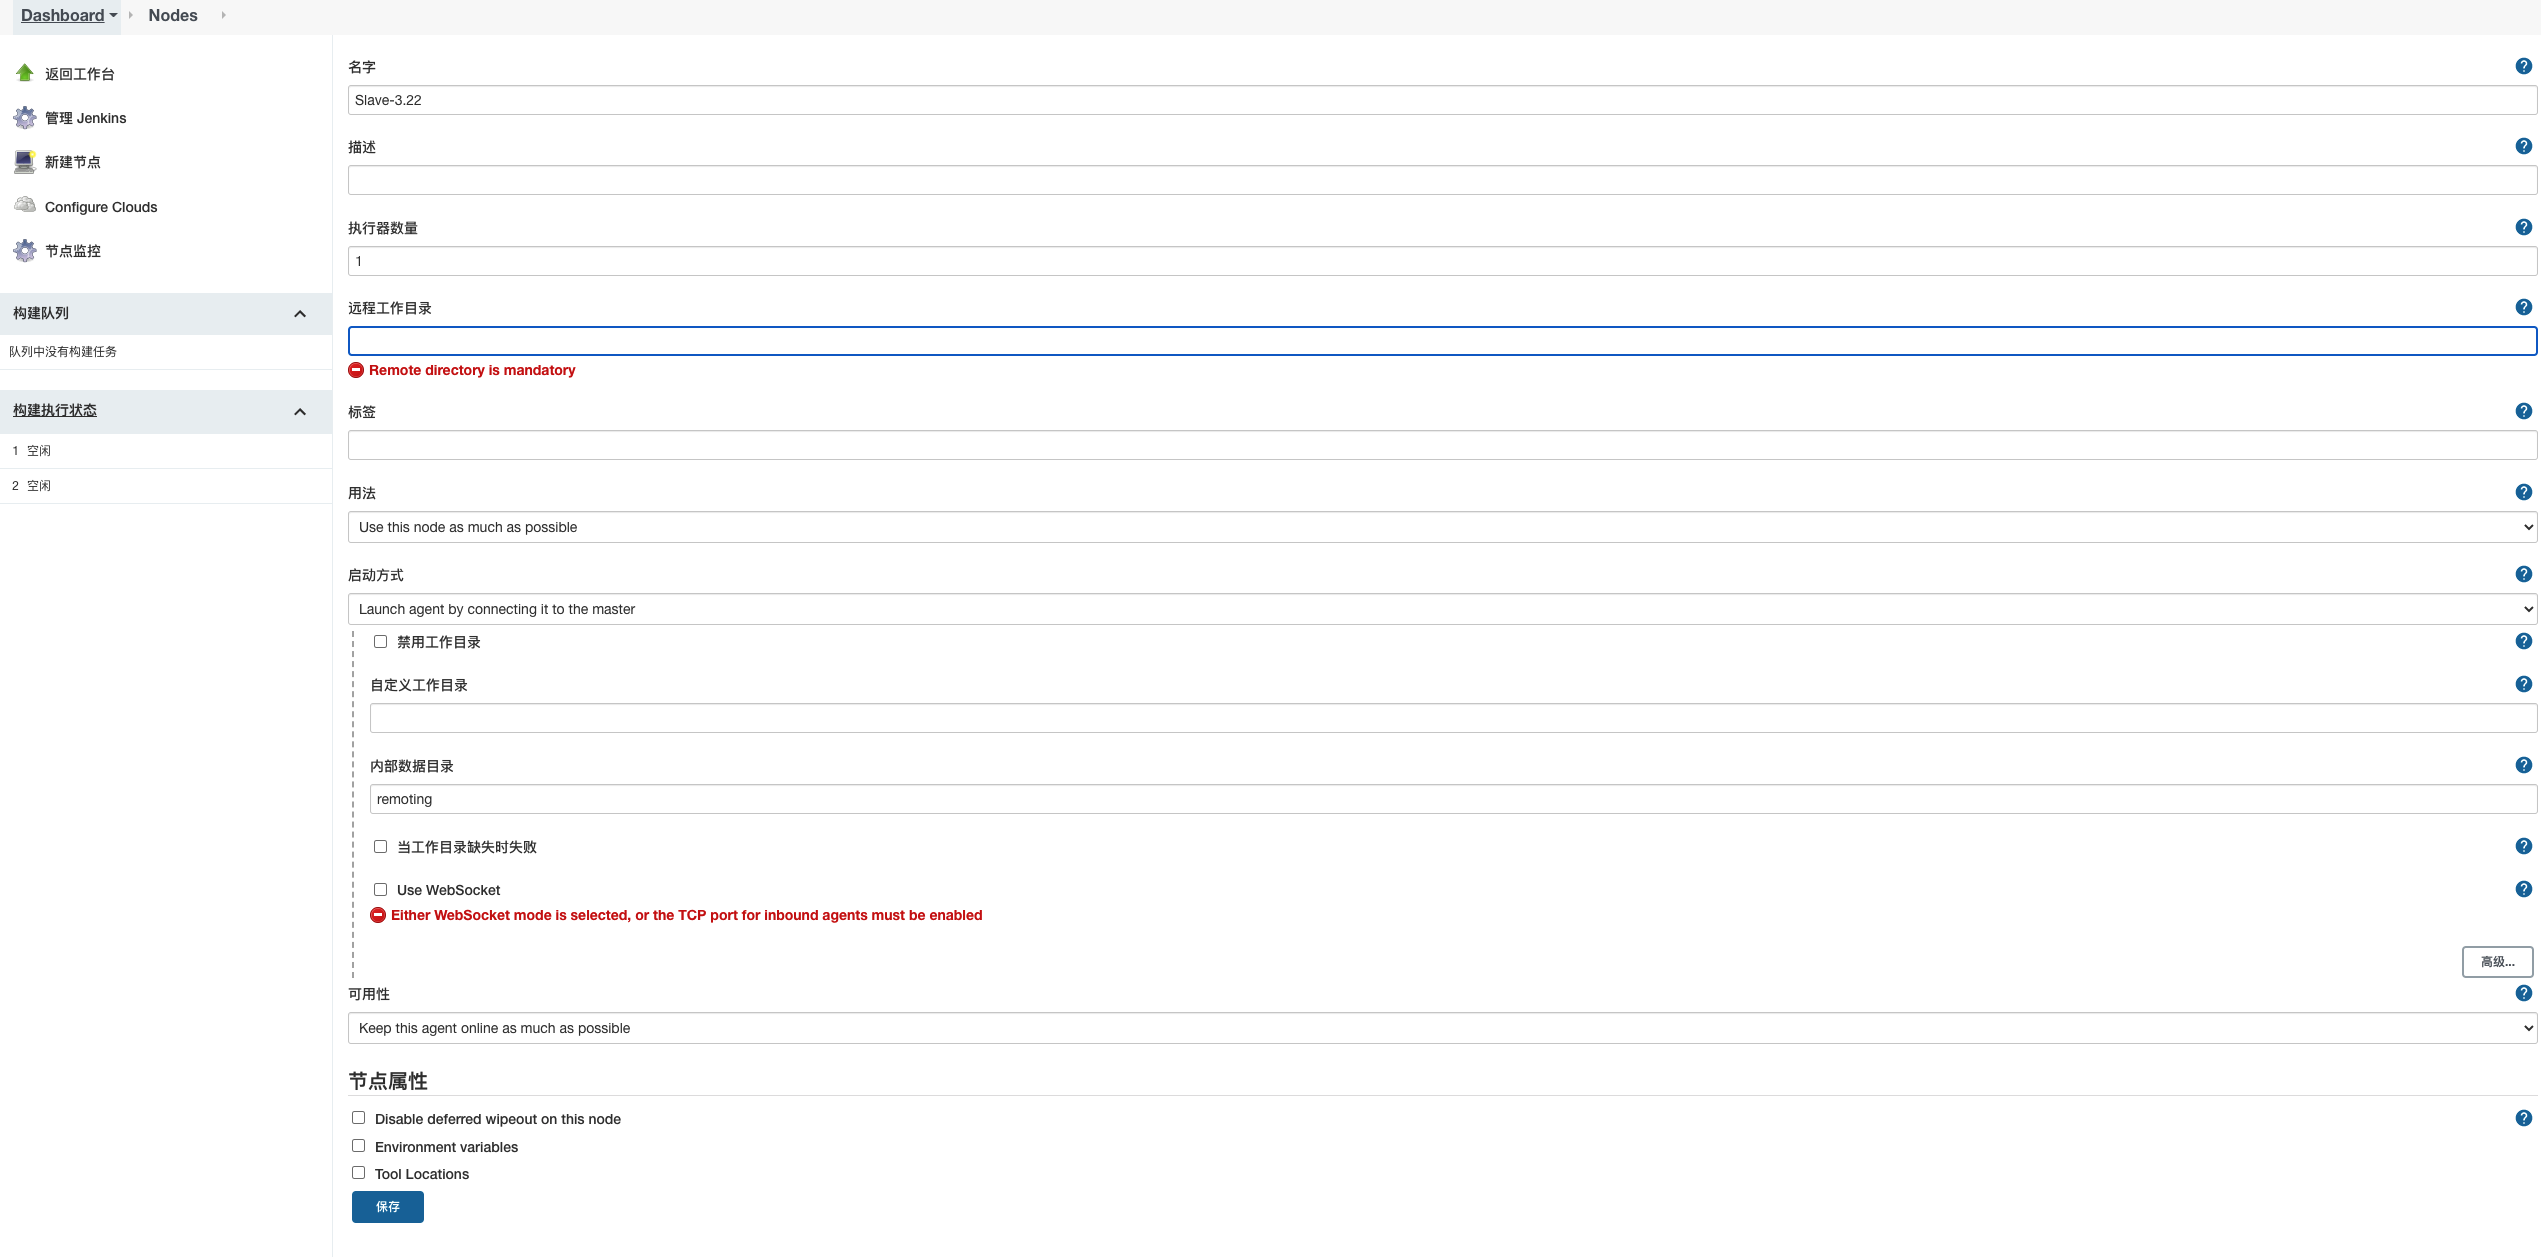 Dashboard
Nodes
返回工作台
管理 Jenkins
新建节点
Configure Clouds
节点监控
构建队列
队列中没有构建任务
构建执行状态
1 空闲
2 空闲
名字
Slave-3.22
描述
执行器数量
1
远程工作目录
Remote directory is mandatory
标签
用法
Use this node as much as possible
启动方式
Launch agent by connecting it to the master
禁用工作目录
自定义工作目录
内部数据目录
remoting
当工作目录缺失时失败
Use WebSocket
Either WebSocket mode is selected, or the TCP port for inbound agents must be enabled
高级...
可用性
Keep this agent online as much as possible
节点属性
Disable deferred wipeout on this node
Environment variables
Tool Locations
保存